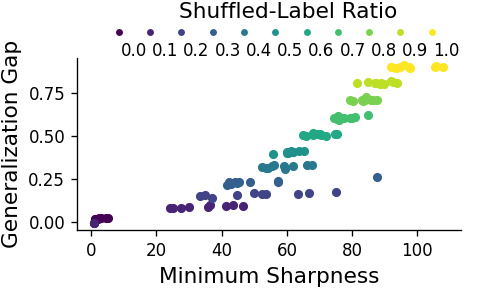 Shuffled-Label Ratio
0.0 0.1 0.2 0.3 0.4 0.5 0.6 0.7 0.8 0.9 1.0
Generalization Gap
0.75
0.50
0.25
0.00
0 20 40 60 80 100
Minimum Sharpness